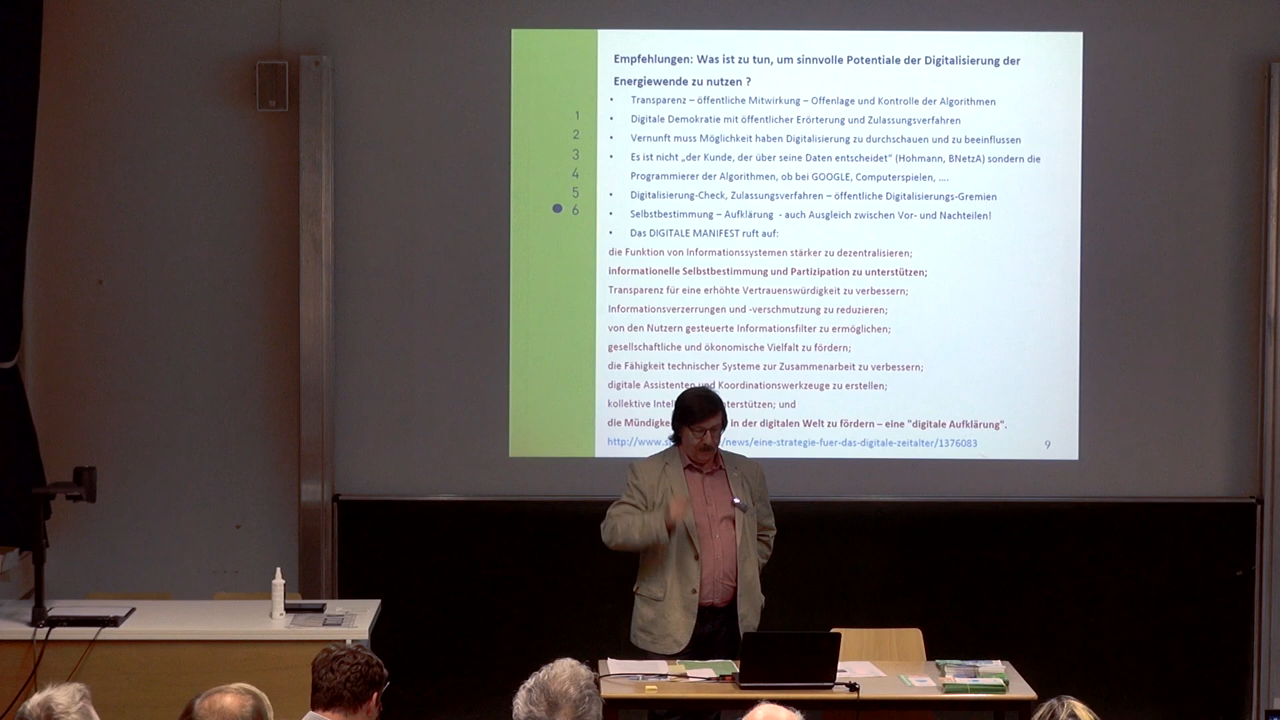 Empfehlungen: Was ist zu tun, um sinnvolle Potentiale der Digitalisierung der
Energiewende zu nutzen ?
• Transparenz – öffentliche Mitwirkung – Offenlage und Kontrolle der Algorithmen
• Digitale Demokratie mit öffentlicher Erörterung und Zulassungsverfahren
• Vernunft muss Möglichkeit haben Digitalisierung zu durchschauen und zu beeinflussen
• Es ist nicht „der Kunde, der über seine Daten entscheidet“ (Hohmann, BNetzA) sondern die
Programmierer der Algorithmen, ob bei GOOGLE, Computerspielen, ....
• Digitalisierung-Check, Zulassungsverfahren – öffentliche Digitalisierungs-Gremien
• Selbstbestimmung – Aufklärung - auch Ausgleich zwischen Vor- und Nachteilen!
• Das DIGITALE MANIFEST ruft auf:
die Funktion von Informationssystemen stärker zu dezentralisieren;
informationelle Selbstbestimmung und Partizipation zu unterstützen;
Transparenz für eine erhöhte Vertrauenswürdigkeit zu verbessern;
Informationsverzerrungen und -verschmutzung zu reduzieren;
von den Nutzern gesteuerte Informationsfilter zu ermöglichen;
gesellschaftliche und ökonomische Vielfalt zu fördern;
die Fähigkeit technischer Systeme zur Zusammenarbeit zu verbessern;
digitale Assistenten und Koordinationswerkzeuge zu erstellen;
kollektive unterstützen; und
die in der digitalen Welt zu fördern – eine "digitale Aufklärung".
http://www.s /news/eine-strategie-fuer-das-digitale-zeitalter/1376083
9
1
2
3
4
5
6